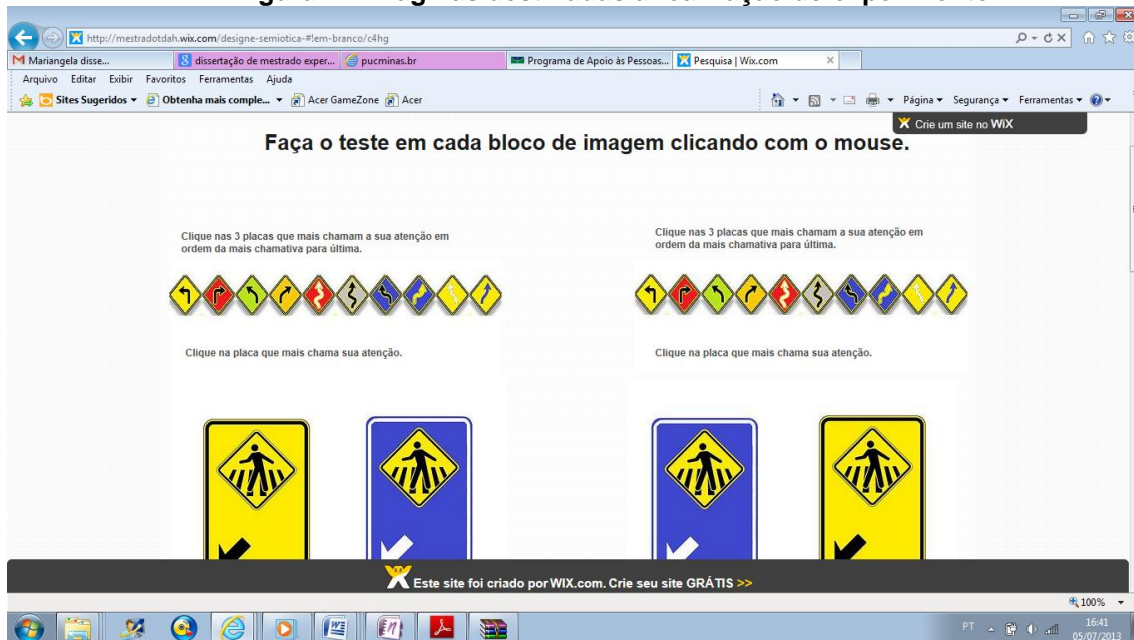 http://mestradotdah.wix.com/designe-semiotica-#!em-branco/c4hg
Mariangela disse...
dissertação de mestrado exper...
pucminas.br
Programa de Apoio às Pessoas...
Pesquisa | Wix.com
Arquivo Editar Exibir Favoritos Ferramentas Ajuda
Sites Sugeridos
Obtenha mais comple...
Acer GameZone
Acer
Página Segurança Ferramentas
Crie um site no WiX
Faça o teste em cada bloco de imagem clicando com o mouse.
Clique nas 3 placas que mais chamam a sua atenção em
ordem da mais chamativa para última.
Clique nas 3 placas que mais chamam a sua atenção em
ordem da mais chamativa para última.
Clique na placa que mais chama sua atenção.
Clique na placa que mais chama sua atenção.
Este site foi criado por WIX.com. Crie seu site GRÁTIS >>
100%
PT
16:41
05/07/2013